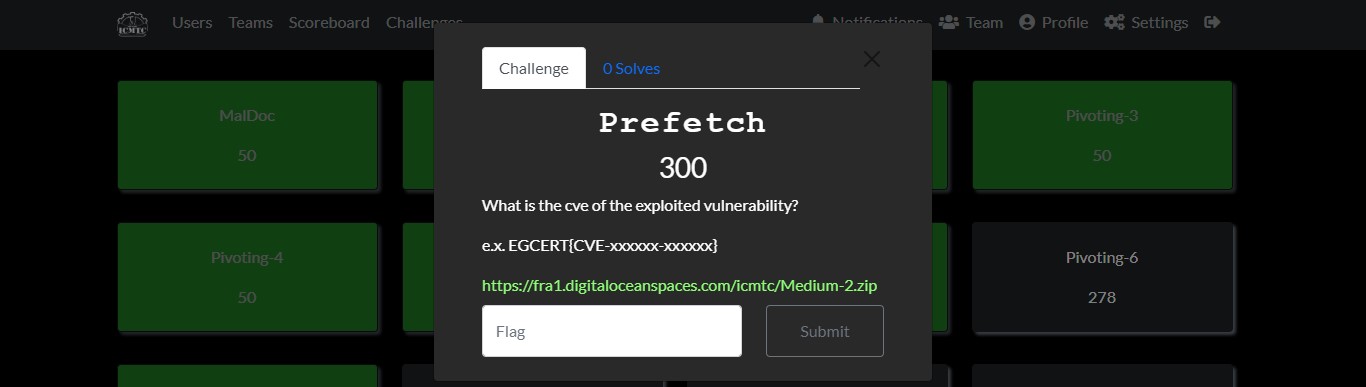 ICMTC Users Teams Scoreboard Challenges Notifications Team Profile Settings
Challenge 0 Solves
MalDoc
50
Prefetch
300
Pivoting-3
50
What is the cve of the exploited vulnerability?
e.x. EGCERT{CVE-xxxxxx-xxxxxx}
Pivoting-4
50
Pivoting-6
278
https://fra1.digitaloceanspaces.com/icmtc/Medium-2.zip
Flag Submit